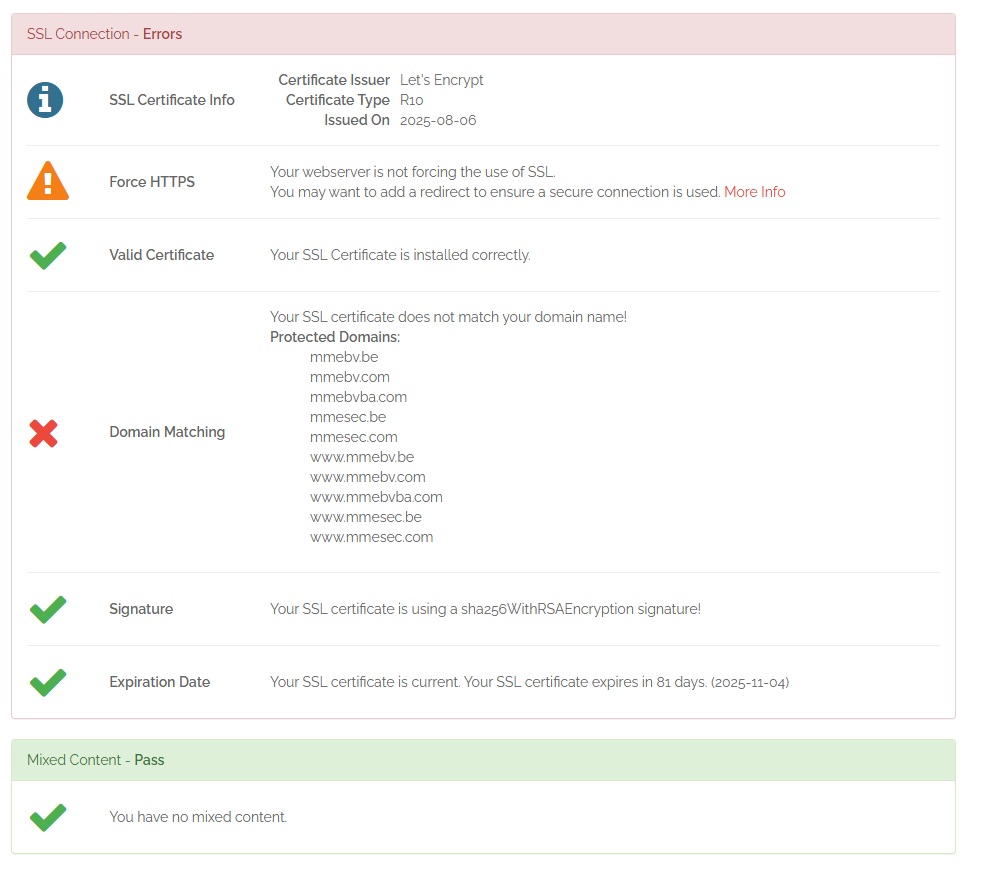 SSL Connection - Errors
SSL Certificate Info
Certificate Issuer Let's Encrypt
Certificate Type R10
Issued On 2025-08-06
Force HTTPS
Your webserver is not forcing the use of SSL.
You may want to add a redirect to ensure a secure connection is used. More Info
Valid Certificate
Your SSL Certificate is installed correctly.
Domain Matching
Your SSL certificate does not match your domain name!
Protected Domains:
mmebv.be
mmebv.com
mmebvba.com
mmesec.be
mmesec.com
www.mmebv.be
www.mmebv.com
www.mmebvba.com
www.mmesec.be
www.mmesec.com
Signature
Your SSL certificate is using a sha256WithRSAEncryption signature!
Expiration Date
Your SSL certificate is current. Your SSL certificate expires in 81 days. (2025-11-04)
Mixed Content - Pass
You have no mixed content.